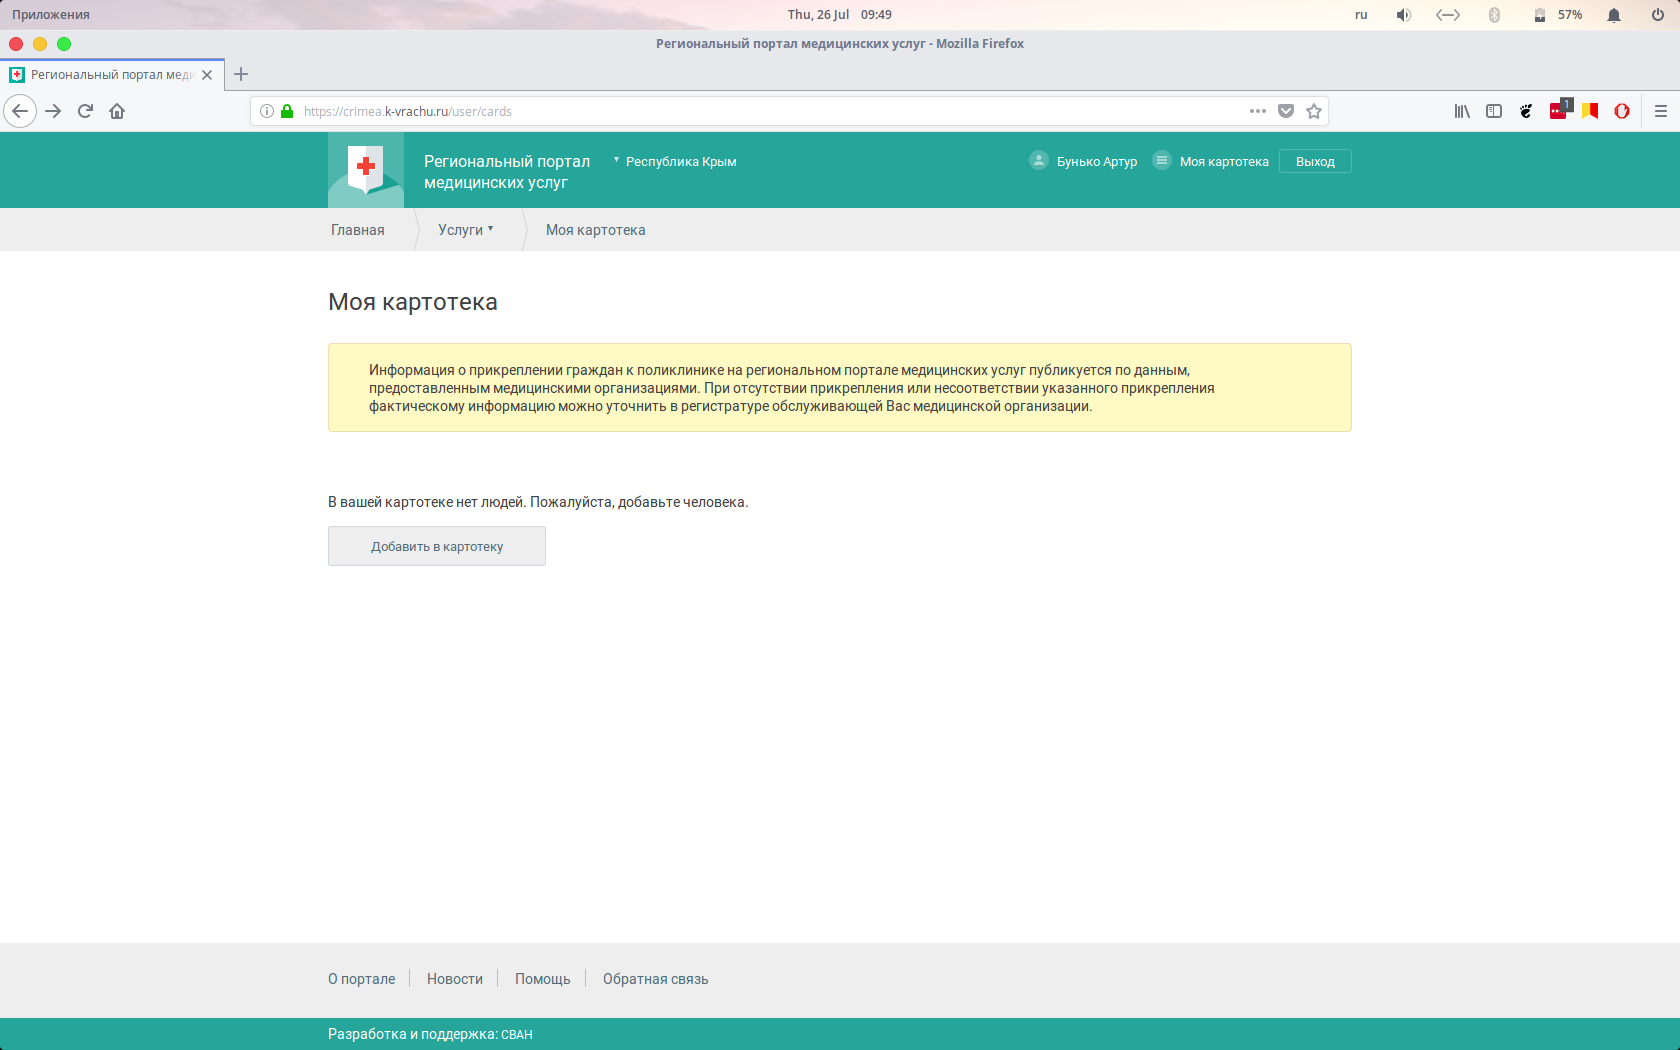 Приложения
Thu, 26 Jul 09:49
ru
57%
Региональный портал медицинских услуг - Mozilla Firefox
Региональный портал меди
https://crimea.k-vrachu.ru/user/cards
1
Региональный портал
медицинских услуг
Республика Крым
Бунько Артур
Моя картотека
Выход
Главная
Услуги
Моя картотека
Моя картотека
Информация о прикреплении граждан к поликлинике на региональном портале медицинских услуг публикуется по данным,
предоставленным медицинскими организациями. При отсутствии прикрепления или несоответствии указанного прикрепления
фактическому информацию можно уточнить в регистратуре обслуживающей Вас медицинской организации.
В вашей картотеке нет людей. Пожалуйста, добавьте человека.
Добавить в картотеку
О портале
Новости
Помощь
Обратная связь
Разработка и поддержка: СВАН